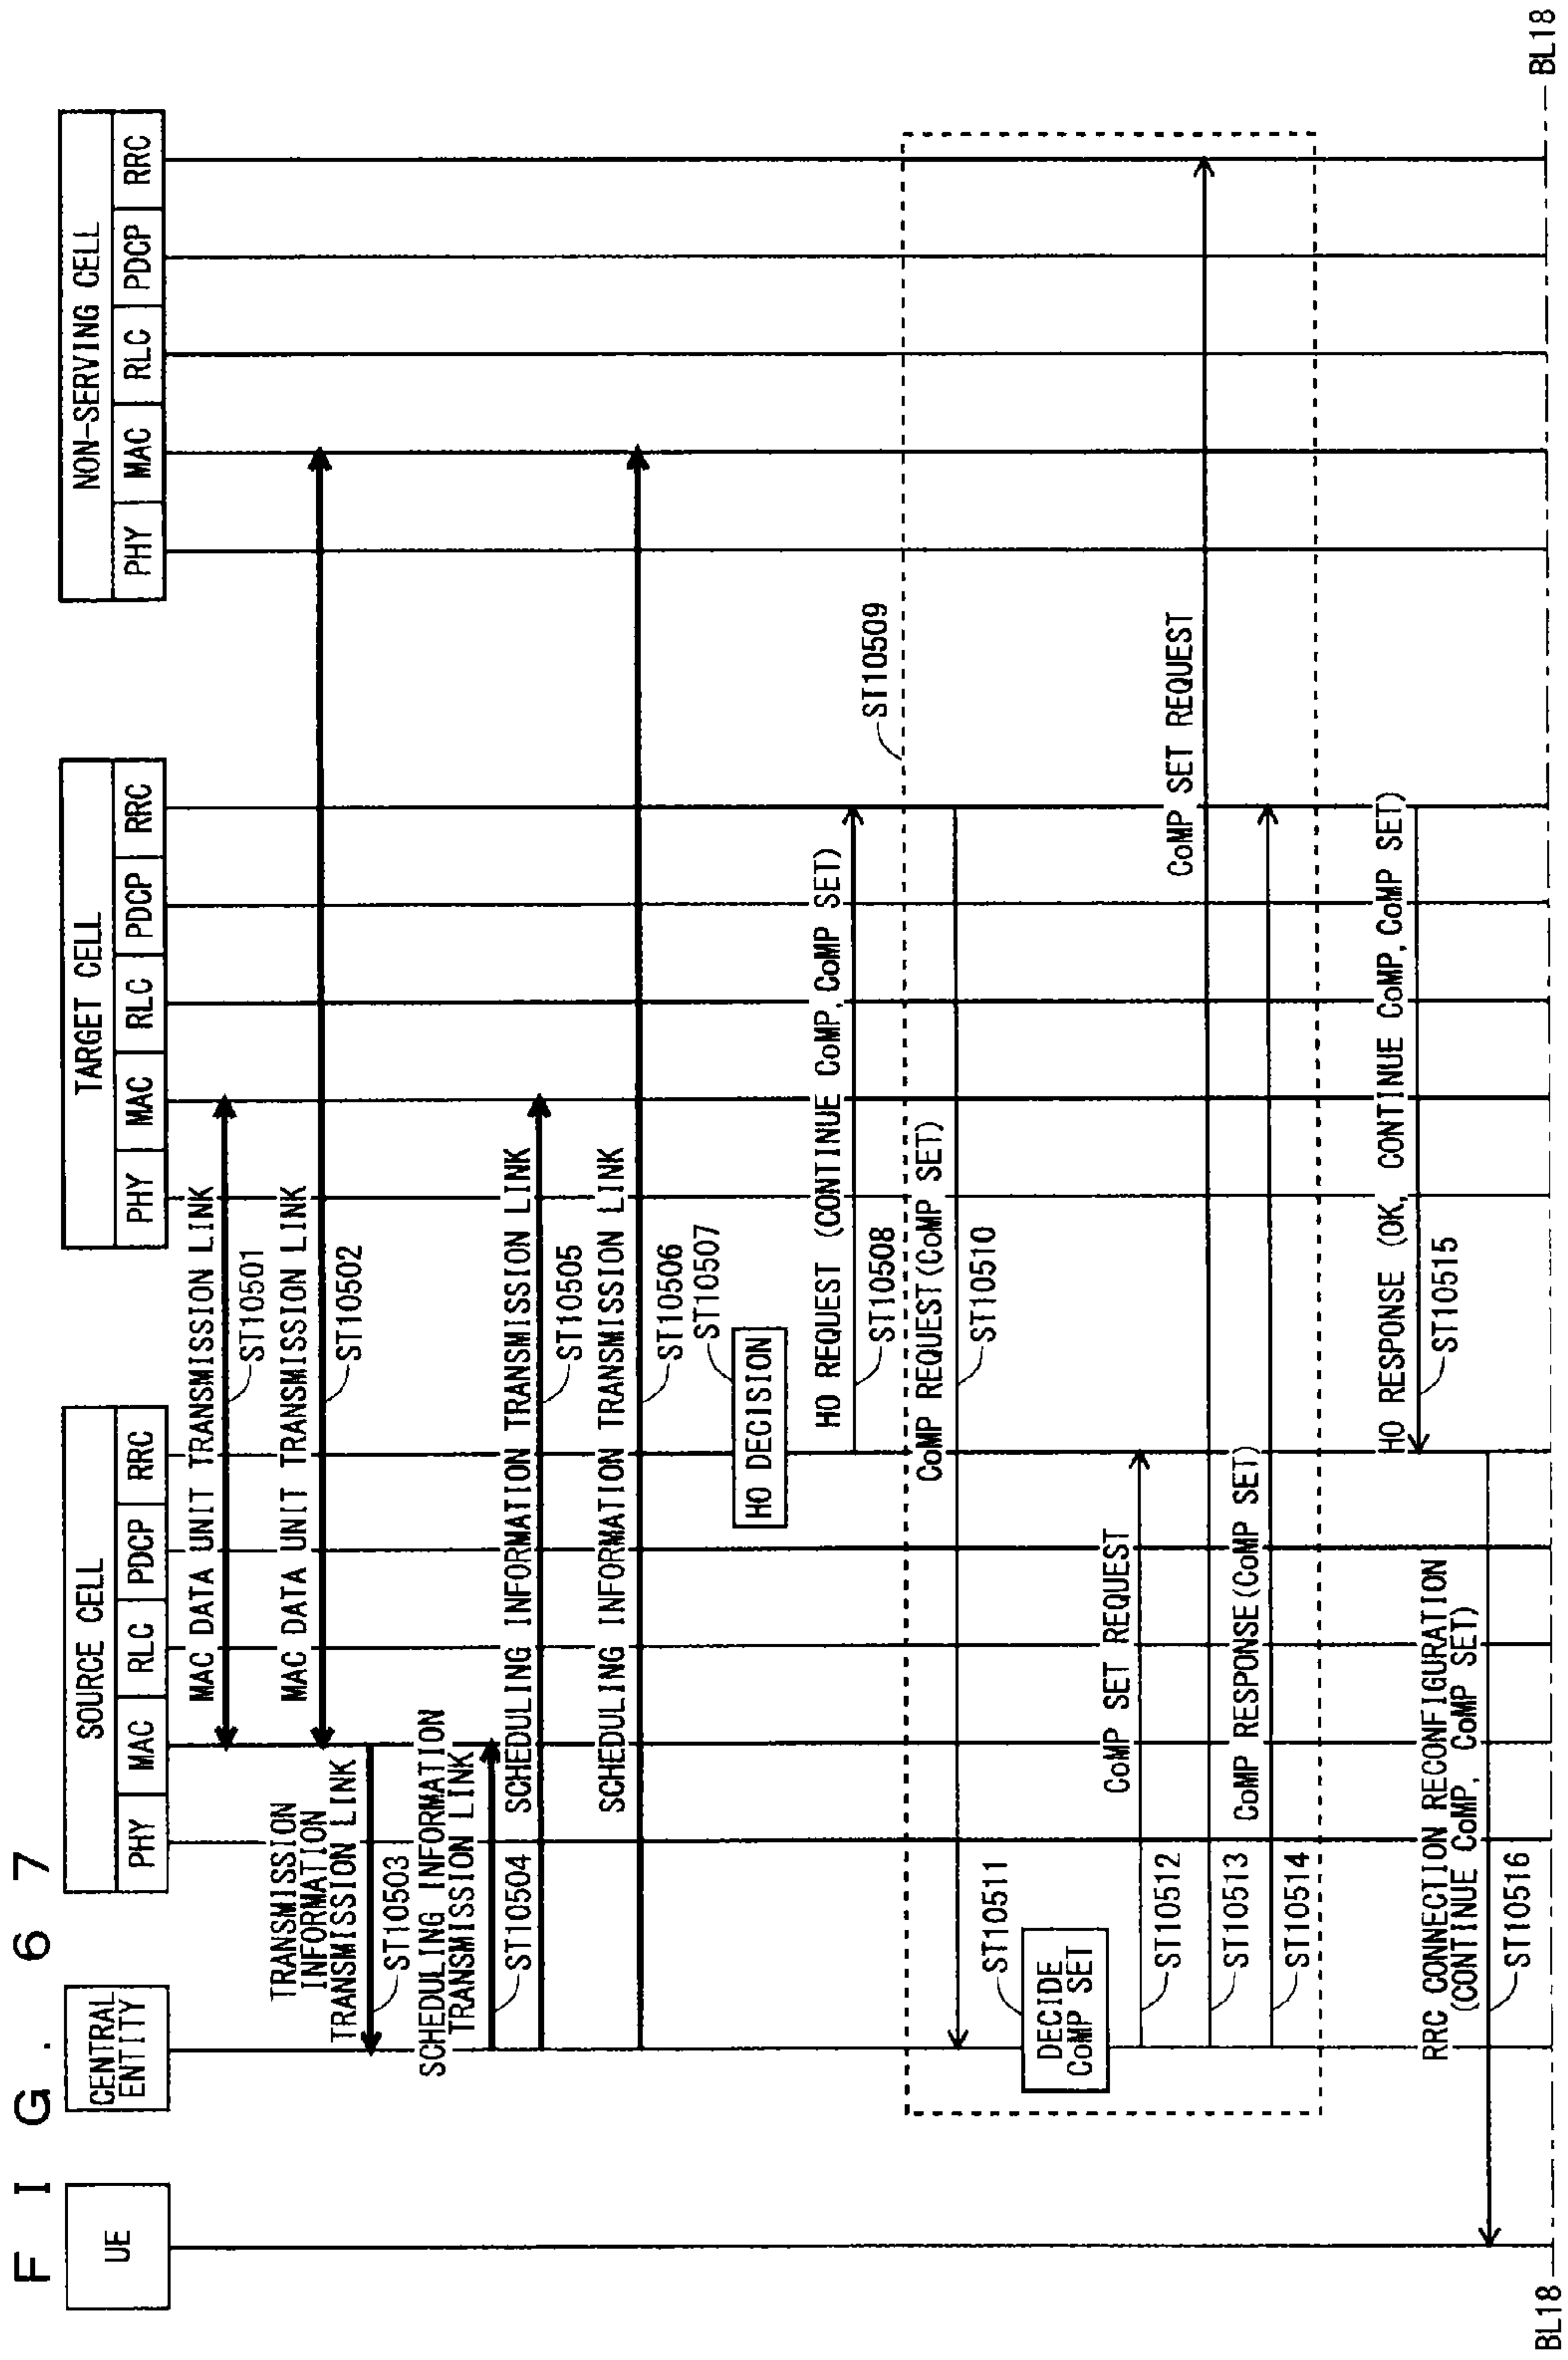 FIG. 67
UE
CENTRAL
ENTITY
SOURCE CELL
PHY MAC RLC PDCP RRC
TARGET CELL
PHY MAC RLC PDCP RRC
NON-SERVING CELL
PHY MAC RLC PDCP RRC
MAC DATA UNIT TRANSMISSION LINK
ST10501
MAC DATA UNIT TRANSMISSION LINK
ST10502
TRANSMISSION
INFORMATION
TRANSMISSION LINK
ST10503
SCHEDULING INFORMATION
TRANSMISSION LINK
ST10504
SCHEDULING INFORMATION TRANSMISSION LINK
ST10505
SCHEDULING INFORMATION TRANSMISSION LINK
ST10506
ST10507
HO DECISION
HO REQUEST (CONTINUE CoMP, CoMP SET)
ST10508
ST10509
CoMP REQUEST(CoMP SET)
ST10510
ST10511
DECIDE
CoMP SET
CoMP SET REQUEST
ST10512
CoMP SET REQUEST
ST10513
CoMP RESPONSE(CoMP SET)
ST10514
HO RESPONSE (OK, CONTINUE CoMP, CoMP SET)
ST10515
RRC CONNECTION RECONFIGURATION
(CONTINUE CoMP, CoMP SET)
ST10516
BL18
BL18